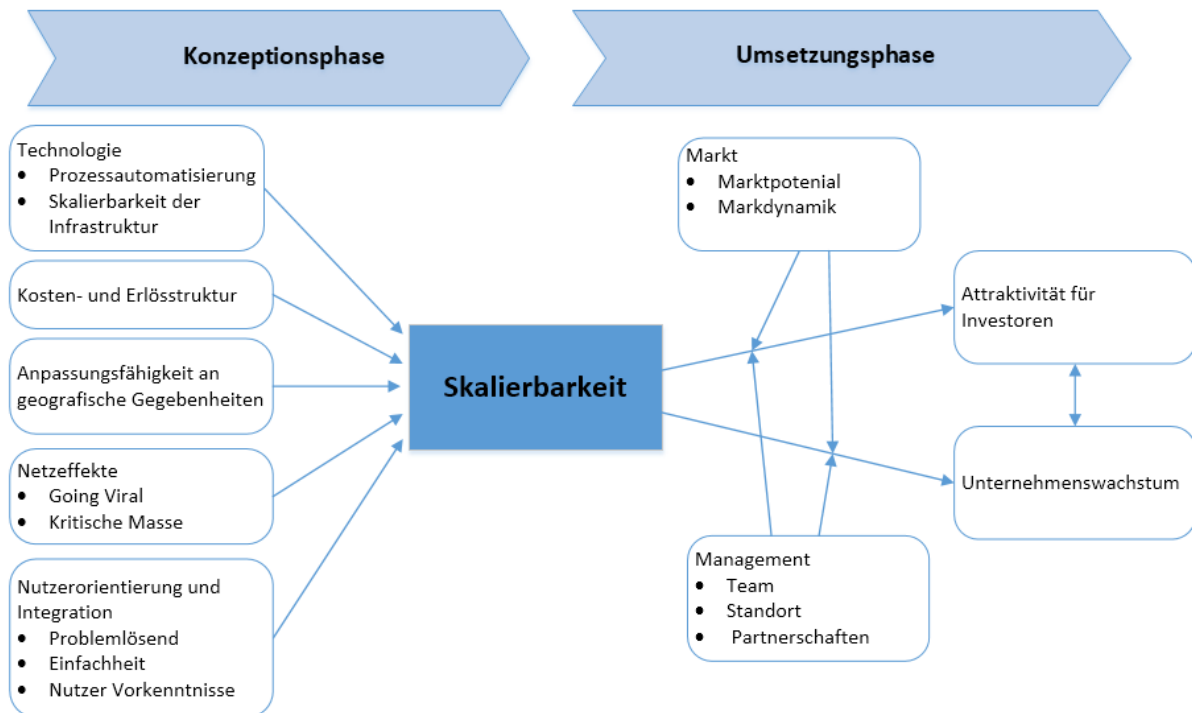 Konzeptionsphase
Umsetzungsphase
Technologie
• Prozessautomatisierung
• Skalierbarkeit der
Infrastruktur
Kosten- und Erlösstruktur
Anpassungsfähigkeit an
geografische Gegebenheiten
Netzeffekte
• Going Viral
• Kritische Masse
Nutzerorientierung und
Integration
• Problemlösend
• Einfachheit
• Nutzer Vorkenntnisse
Skalierbarkeit
Markt
• Marktpotenial
• Markdynamik
Management
• Team
• Standort
• Partnerschaften
Attraktivität für
Investoren
Unternehmenswachstum